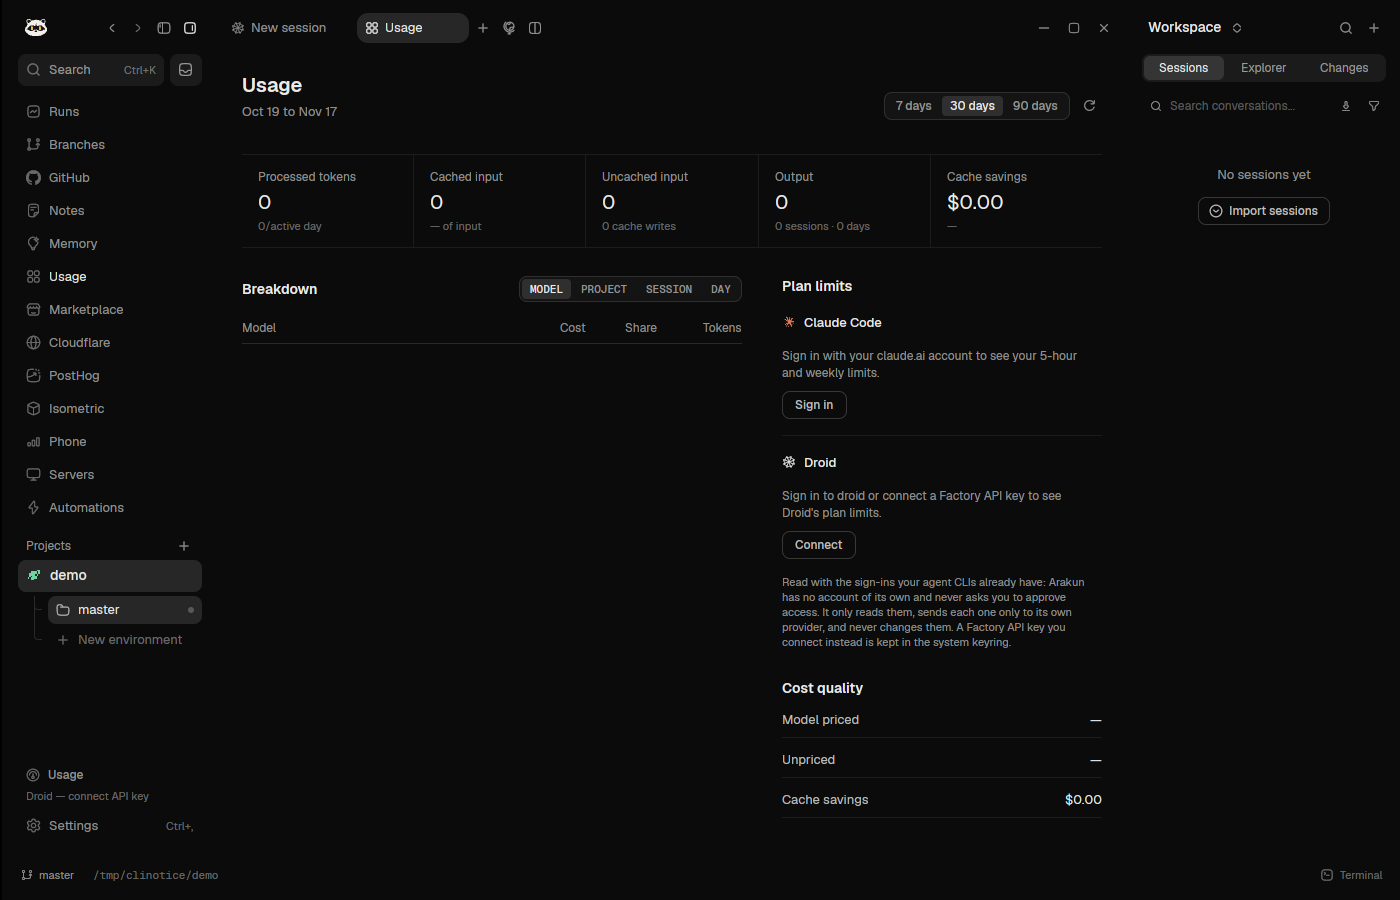 New session
Usage
Workspace
Search
Ctrl+K
Runs
Branches
GitHub
Notes
Memory
Usage
Marketplace
Cloudflare
PostHog
Isometric
Phone
Servers
Automations
Projects
demo
master
New environment
Usage
Droid — connect API key
Settings
Ctrl+,
Usage
Oct 19 to Nov 17
7 days
30 days
90 days
Processed tokens
0
0/active day
Cached input
0
— of input
Uncached input
0
0 cache writes
Output
0
0 sessions · 0 days
Cache savings
$0.00
—
Breakdown
MODEL
PROJECT
SESSION
DAY
Model
Cost
Share
Tokens
Plan limits
Claude Code
Sign in with your claude.ai account to see your 5-hour
and weekly limits.
Sign in
Droid
Sign in to droid or connect a Factory API key to see
Droid's plan limits.
Connect
Read with the sign-ins your agent CLIs already have: Arakun
has no account of its own and never asks you to approve
access. It only reads them, sends each one only to its own
provider, and never changes them. A Factory API key you
connect instead is kept in the system keyring.
Cost quality
Model priced
—
Unpriced
—
Cache savings
$0.00
Sessions
Explorer
Changes
Search conversations...
No sessions yet
Import sessions
master
/tmp/clinotice/demo
Terminal